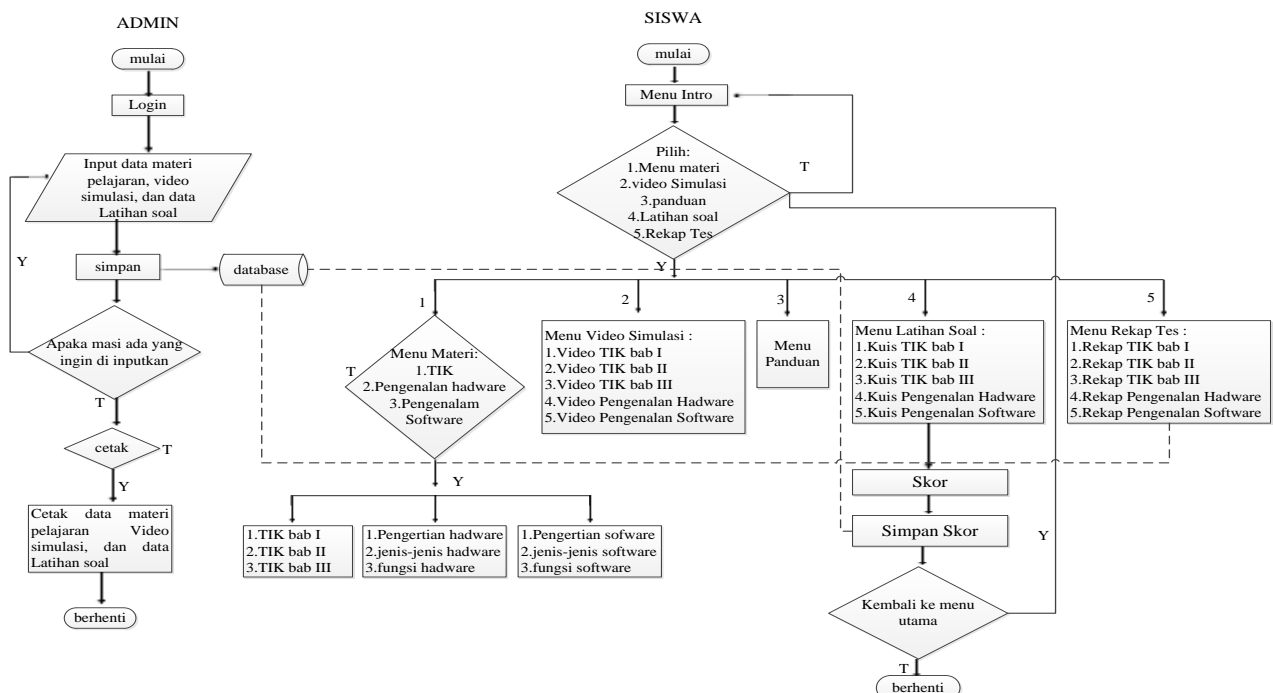 ADMIN
mulai
Login
Input data materi
pelajaran, video
simulasi, dan data
Latihan soal
Y
simpan
database
Apaka masi ada yang
ingin di inputkan
T
cetak
T
Y
Cetak data materi
pelajaran Video
simulasi, dan data
Latihan soal
berhenti
SISWA
mulai
Menu Intro
Pilih:
1.Menu materi
2.video Simulasi
3.panduan
4.Latihan soal
5.Rekap Tes
T
Y
1
2
3
4
5
Menu Materi:
1.TIK
2.Pengenalan hadware
3.Pengenalam
Software
T
Y
1.TIK bab I
2.TIK bab II
3.TIK bab III
1.Pengertian hadware
2.jenis-jenis hadware
3.fungsi hadware
1.Pengertian sofware
2.jenis-jenis software
3.fungsi software
Menu Video Simulasi :
1.Video TIK bab I
2.Video TIK bab II
3.Video TIK bab III
4.Video Pengenalan Hadware
5.Video Pengenalan Software
Menu
Panduan
Menu Latihan Soal :
1.Kuis TIK bab I
2.Kuis TIK bab II
3.Kuis TIK bab III
4.Kuis Pengenalan Hadware
5.Kuis Pengenalan Software
Menu Rekap Tes :
1.Rekap TIK bab I
2.Rekap TIK bab II
3.Rekap TIK bab III
4.Rekap Pengenalan Hadware
5.Rekap Pengenalan Software
Skor
Simpan Skor
Y
Kembali ke menu
utama
T
berhenti